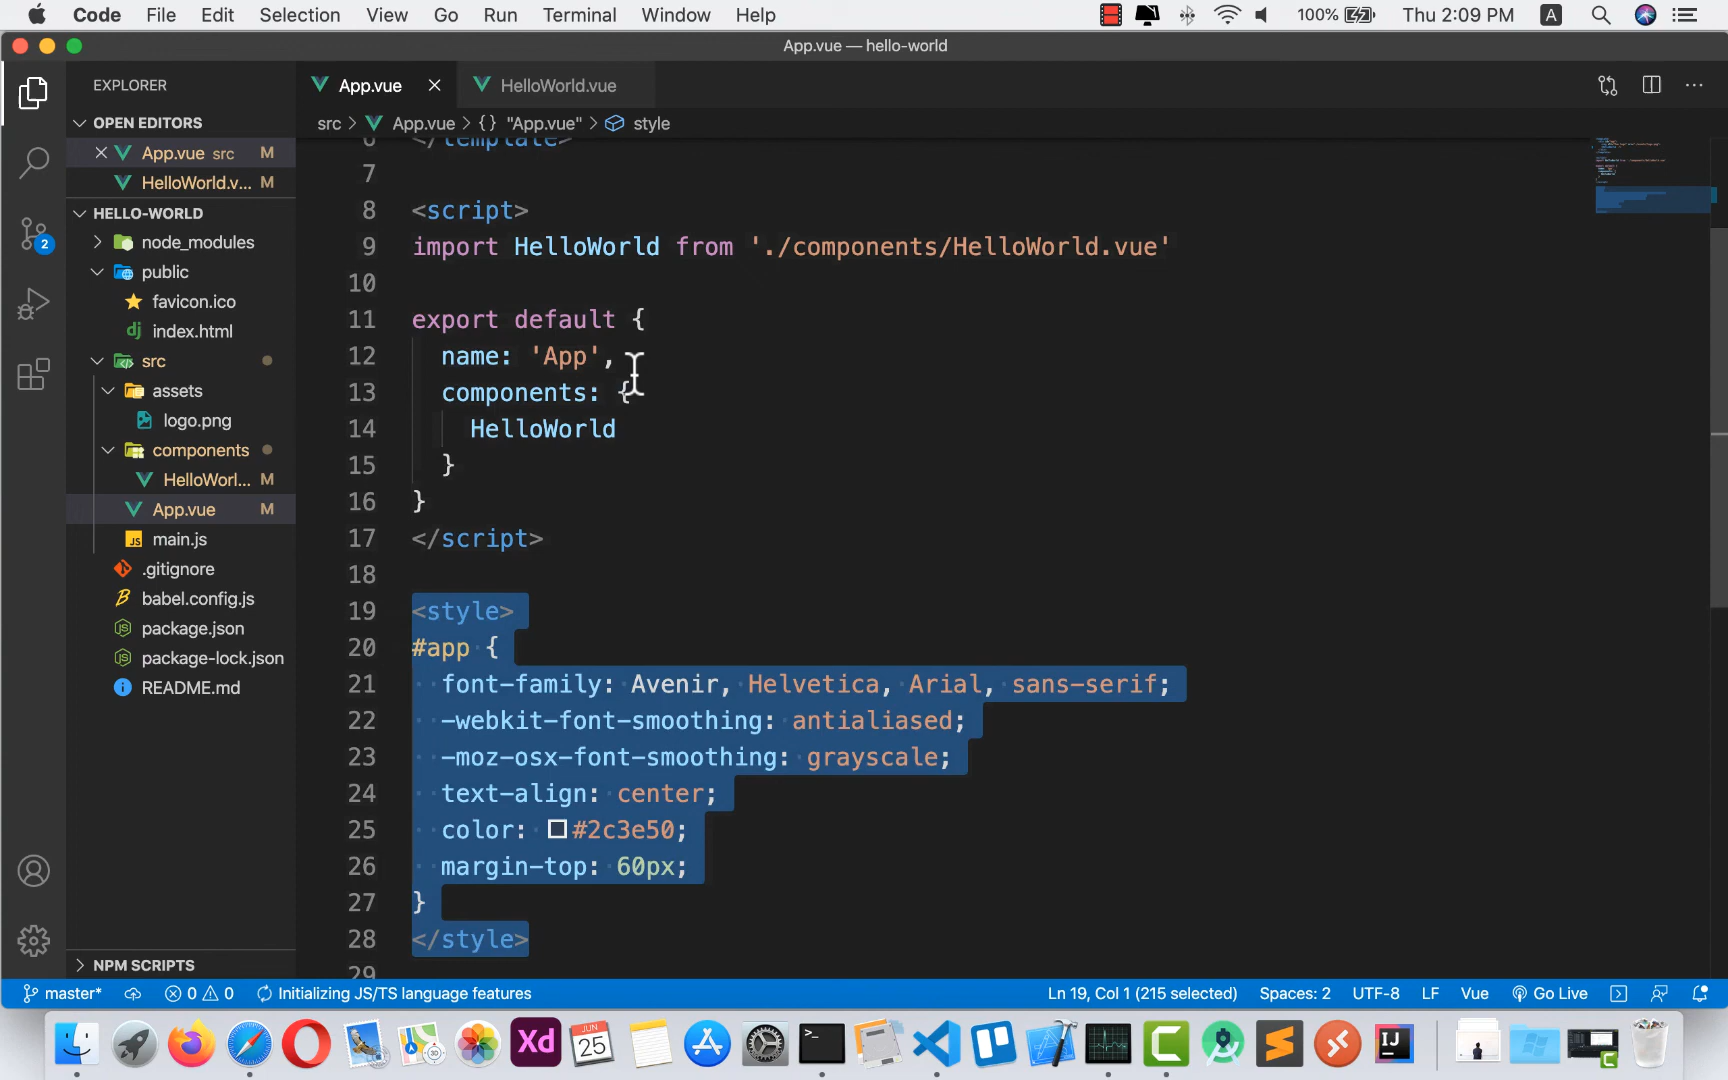 Code File Edit Selection View Go Run Terminal Window Help 100% Thu 2:09 PM A
App.vue — hello-world
EXPLORER
App.vue
HelloWorld.vue
OPEN EDITORS
App.vue src M
HelloWorld.v... M
src > App.vue > {} "App.vue" > style
HELLO-WORLD
node_modules
public
favicon.ico
index.html
src
assets
logo.png
components
HelloWorl... M
App.vue M
main.js
.gitignore
babel.config.js
package.json
package-lock.json
README.md
NPM SCRIPTS
2
6 </template>
7
8 <script>
9 import HelloWorld from './components/HelloWorld.vue'
10
11 export default {
12 name: 'App',
13 components: {
14 HelloWorld
15 }
16 }
17 </script>
18
19 <style>
20 #app {
21 font-family: Avenir, Helvetica, Arial, sans-serif;
22 -webkit-font-smoothing: antialiased;
23 -moz-osx-font-smoothing: grayscale;
24 text-align: center;
25 color: #2c3e50;
26 margin-top: 60px;
27 }
28 </style>
29
master* 0 0 Initializing JS/TS language features Ln 19, Col 1 (215 selected) Spaces: 2 UTF-8 LF Vue Go Live
Xd
JUN
25
IJ